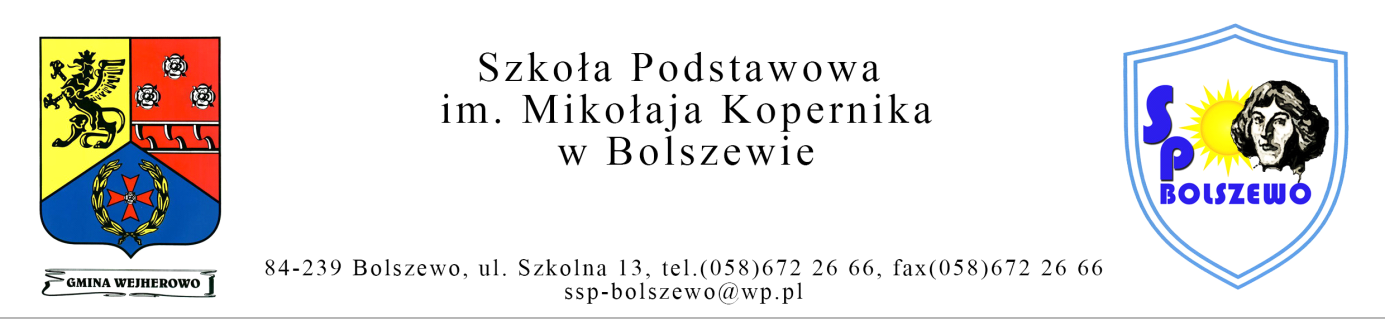 Szkoła Podstawowa
im. Mikołaja Kopernika
w Bolszewie
84-239 Bolszewo, ul. Szkolna 13, tel.(058)672 26 66, fax(058)672 26 66
ssp-bolszewo@wp.pl
GMINA WEJHEROWO
SP
BOLSZEWO